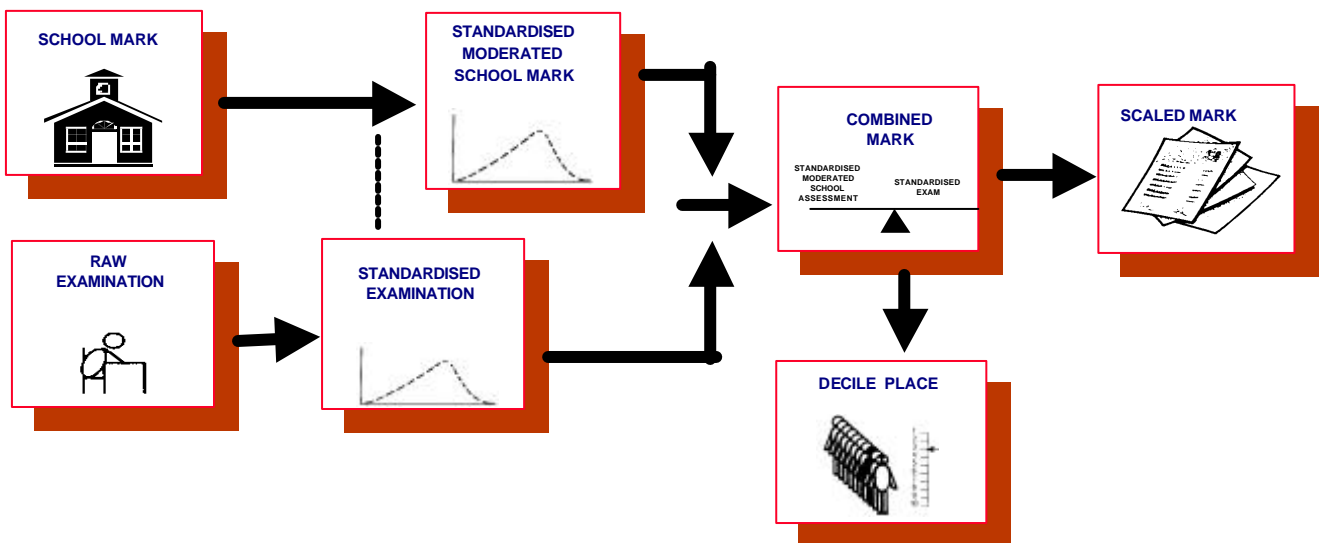 SCHOOL MARK
STANDARDISED
MODERATED
SCHOOL MARK
COMBINED
MARK
STANDARDISED
MODERATED
SCHOOL
ASSESSMENT
STANDARDISED
EXAM
SCALED MARK
RAW
EXAMINATION
STANDARDISED
EXAMINATION
DECILE PLACE